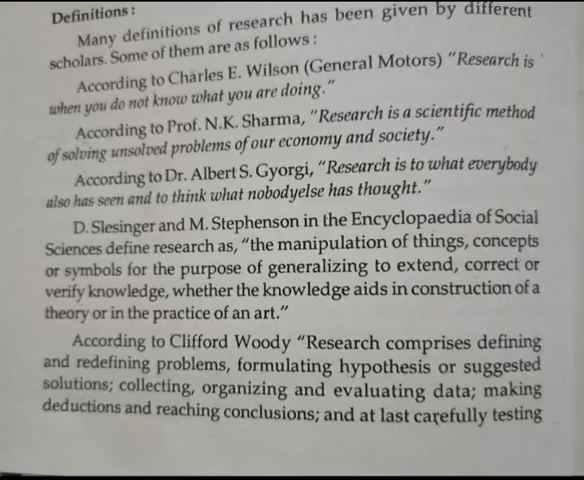 Definitions :
Many definitions of research has been given by different
scholars. Some of them are as follows :
According to Charles E. Wilson (General Motors) "Research is
when you do not know what you are doing."
According to Prof. N.K. Sharma, "Research is a scientific method
of solving unsolved problems of our economy and society."
According to Dr. Albert S. Gyorgi, "Research is to what everybody
also has seen and to think what nobodyelse has thought."
D. Slesinger and M. Stephenson in the Encyclopaedia of Social
Sciences define research as, "the manipulation of things, concepts
or symbols for the purpose of generalizing to extend, correct or
verify knowledge, whether the knowledge aids in construction of a
theory or in the practice of an art."
According to Clifford Woody "Research comprises defining
and redefining problems, formulating hypothesis or suggested
solutions; collecting, organizing and evaluating data; making
deductions and reaching conclusions; and at last carefully testing